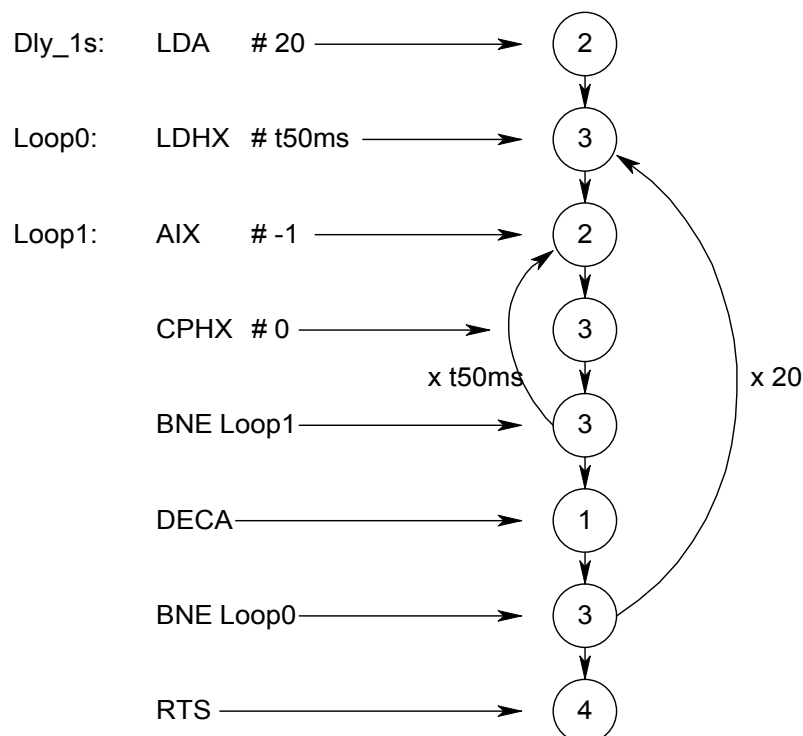 Dly_1s: LDA # 20 2
Loop0: LDHX # t50ms 3
Loop1: AIX # -1 2
CPHX # 0 3
x t50ms x 20
BNE Loop1 3
DECA 1
BNE Loop0 3
RTS 4